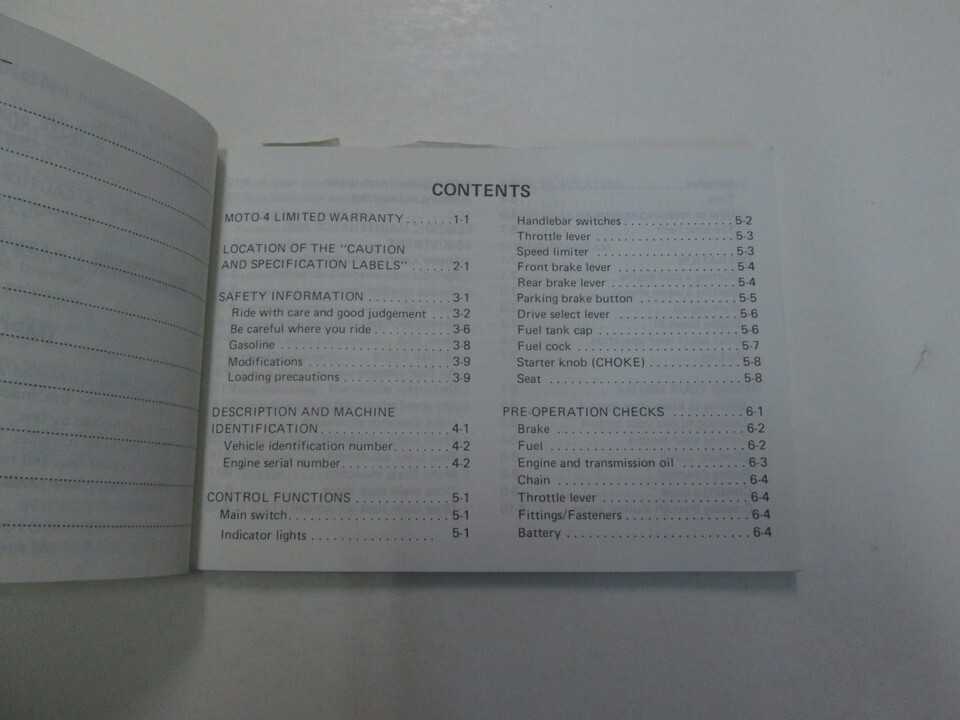 CONTENTS
MOTO-4 LIMITED WARRANTY.......1-1
LOCATION OF THE "CAUTION
AND SPECIFICATION LABELS" ......2-1
SAFETY INFORMATION ............3-1
Ride with care and good judgement ...3-2
Be careful where you ride...........3-6
Gasoline ........................3-8
Modifications ....................3-9
Loading precautions ...............3-9
DESCRIPTION AND MACHINE
IDENTIFICATION..................4-1
Vehicle identification number........4-2
Engine serial number...............4-2
CONTROL FUNCTIONS .............5-1
Main switch......................5-1
Indicator lights ................. 5-1
Handlebar switches...............5-2
Throttle lever ...................5-3
Speed limiter ....................5-3
Front brake lever .................5-4
Rear brake lever ..................5-4
Parking brake button ..............5-5
Drive select lever ................5-6
Fuel tank cap ....................5-6
Fuel cock .......................5-7
Starter knob (CHOKE) .............5-8
Seat ...........................5-8
PRE-OPERATION CHECKS ..........6-1
Brake ..........................6-2
Fuel ...........................6-2
Engine and transmission oil .........6-3
Chain ..........................6-4
Throttle lever ...................6-4
Fittings/Fasteners.................6-4
Battery .........................6-4